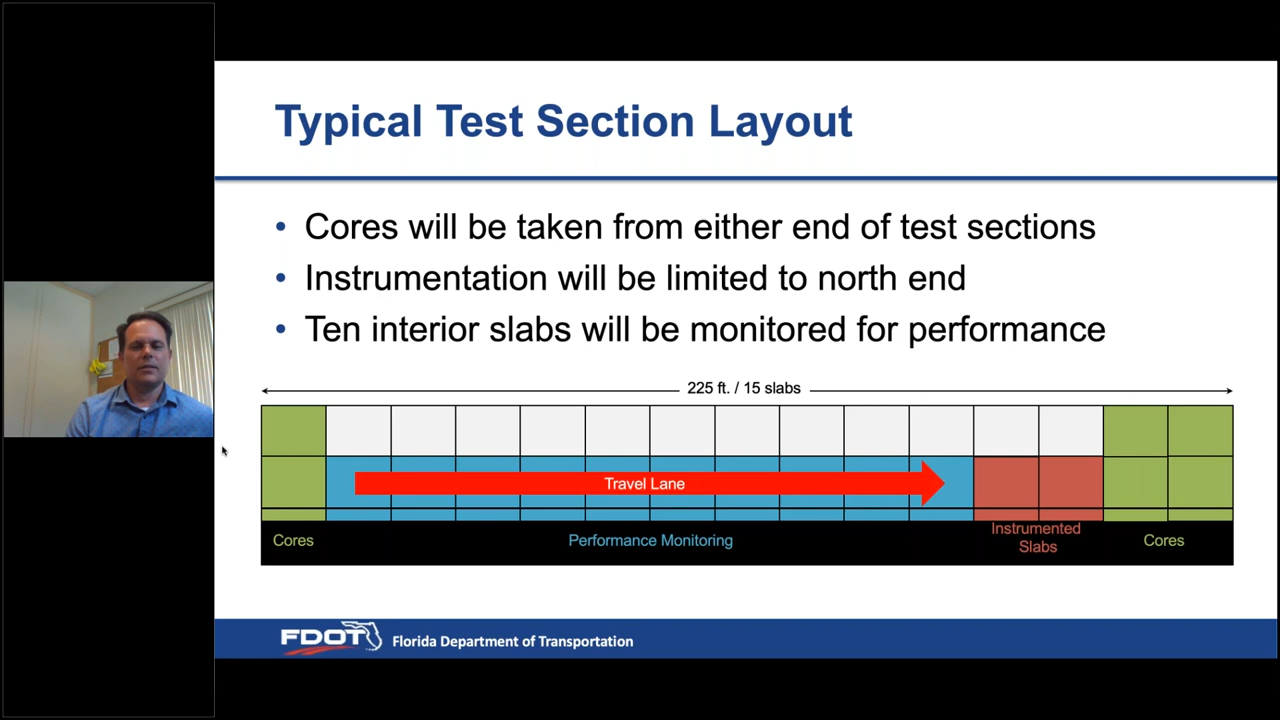 Typical Test Section Layout
• Cores will be taken from either end of test sections
• Instrumentation will be limited to north end
• Ten interior slabs will be monitored for performance
225 ft. / 15 slabs
Travel Lane
Cores
Performance Monitoring
Instrumented
Slabs
Cores
FDOT
Florida Department of Transportation